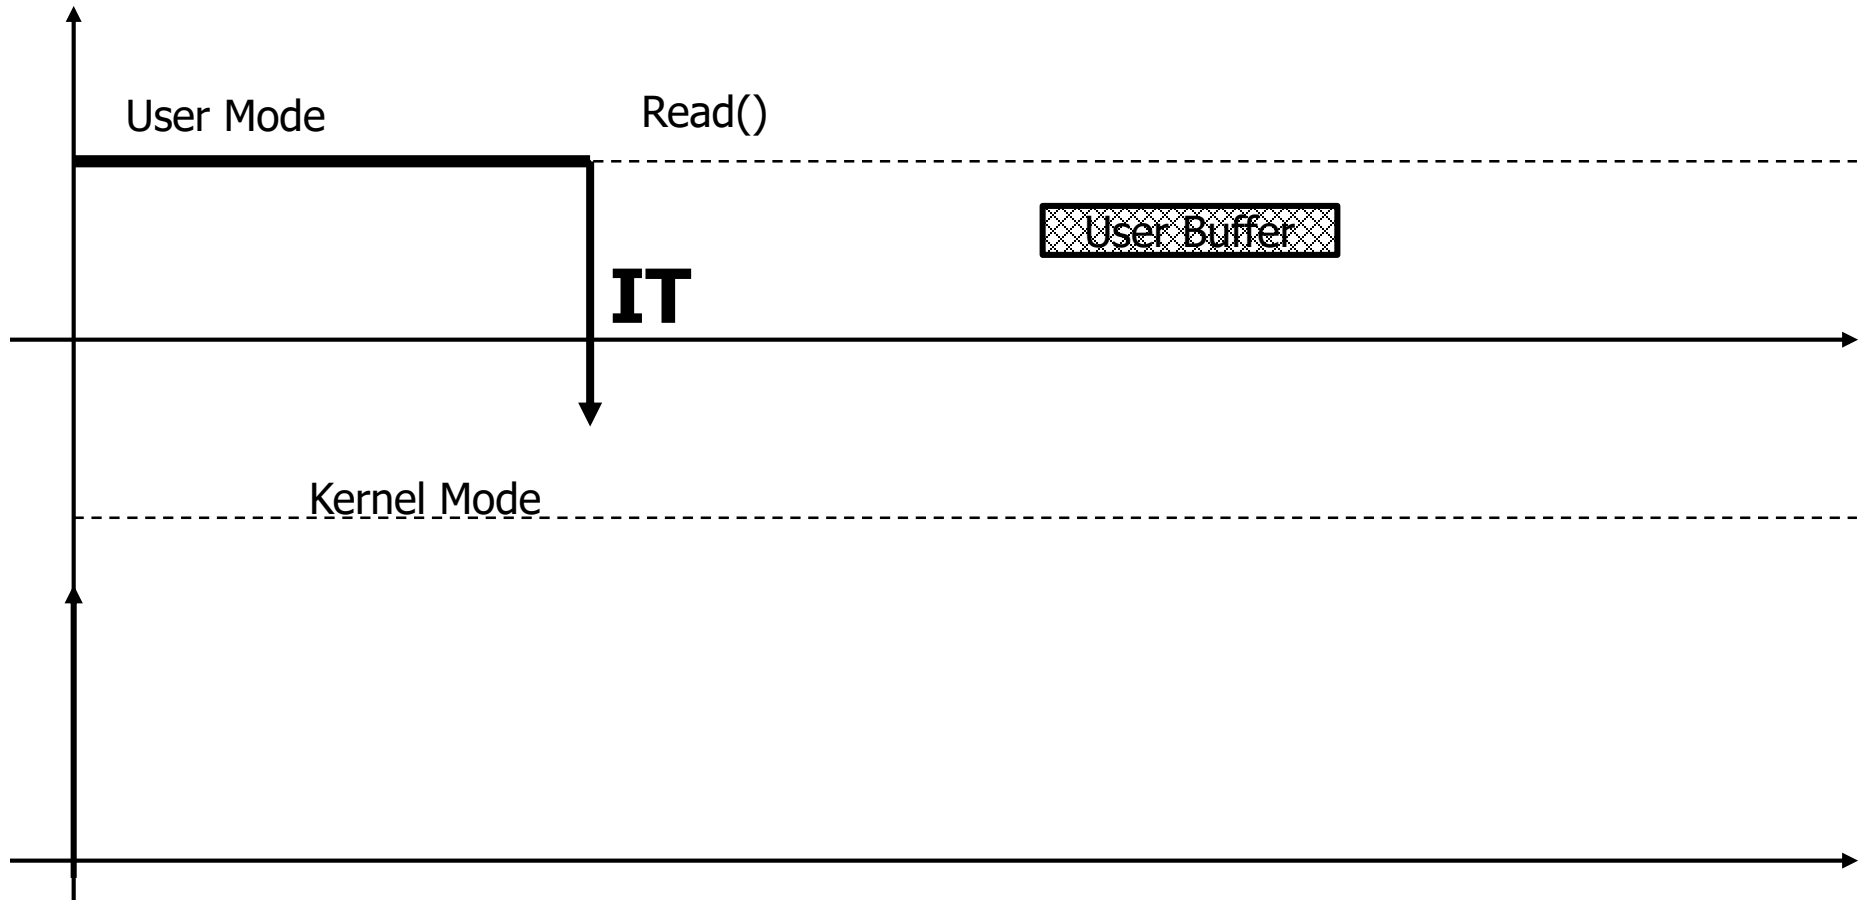 User Mode
Read()
User Buffer
IT
Kernel Mode